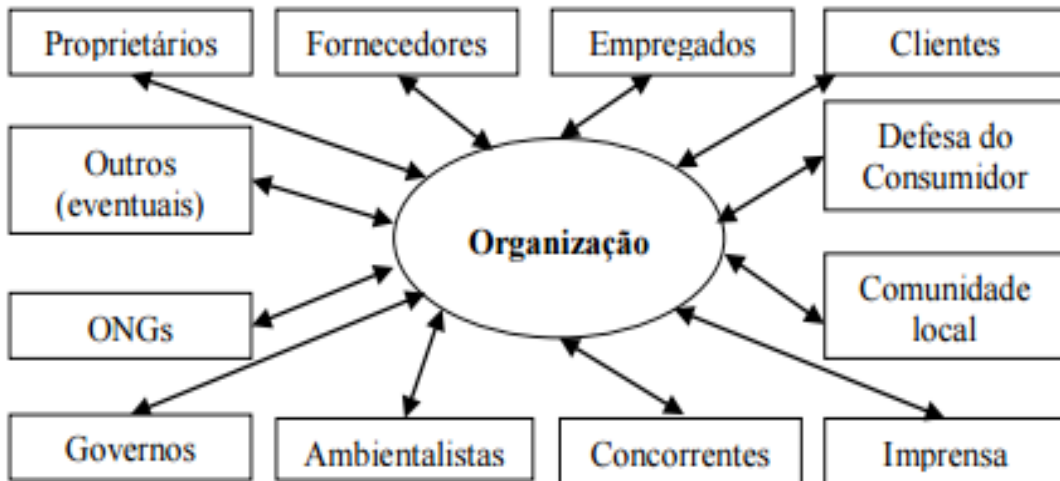 Proprietários
Fornecedores
Empregados
Clientes
Outros
(eventuais)
Defesa do
Consumidor
Organização
ONGs
Comunidade
local
Governos
Ambientalistas
Concorrentes
Imprensa